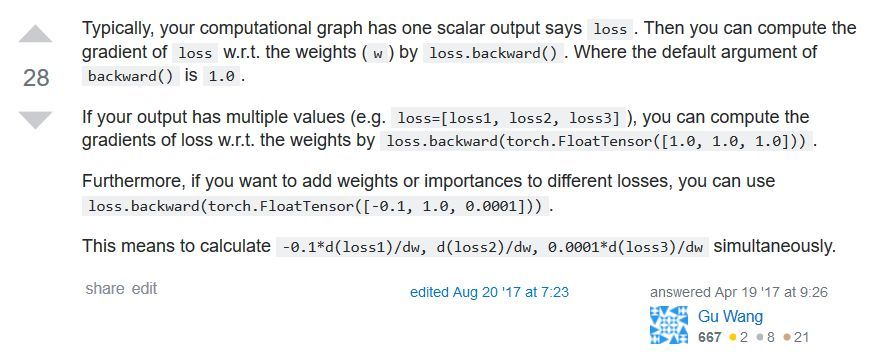 Typically, your computational graph has one scalar output says loss . Then you can compute the
gradient of loss w.r.t. the weights ( w ) by loss.backward() . Where the default argument of
backward() is 1.0 .
28
If your output has multiple values (e.g. loss=[loss1, loss2, loss3] ), you can compute the
gradients of loss w.r.t. the weights by loss.backward(torch.FloatTensor([1.0, 1.0, 1.0])) .
Furthermore, if you want to add weights or importances to different losses, you can use
loss.backward(torch.FloatTensor([-0.1, 1.0, 0.0001])) .
This means to calculate -0.1*d(loss1)/dw, d(loss2)/dw, 0.0001*d(loss3)/dw simultaneously.
share edit
edited Aug 20 '17 at 7:23
answered Apr 19 '17 at 9:26
Gu Wang
667 ●2 ●8 ●21